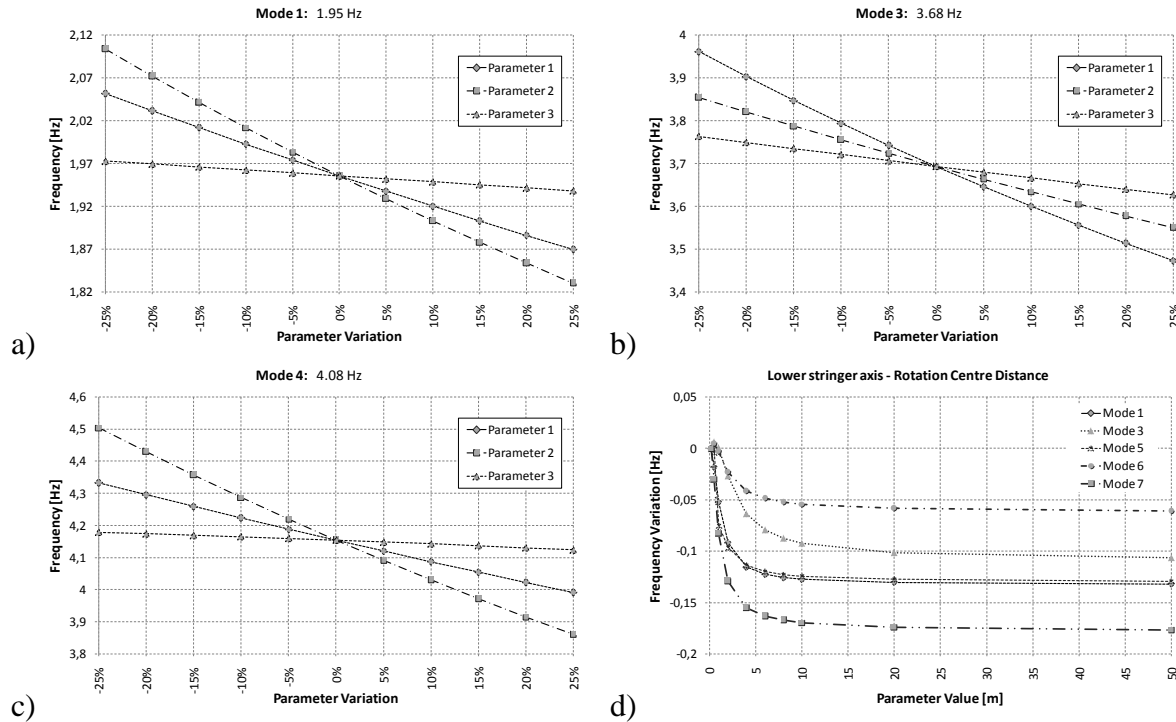 Mode 1: 1.95 Hz
2,12
2,07
2,02
1,97
1,92
1,87
1,82
Frequency [Hz]
Parameter 1
Parameter 2
Parameter 3
-25%
-20%
-15%
-10%
-5%
0%
5%
10%
15%
20%
25%
Parameter Variation
a)
Mode 3: 3.68 Hz
4
3,9
3,8
3,7
3,6
3,5
3,4
Frequency [Hz]
Parameter 1
Parameter 2
Parameter 3
-25%
-20%
-15%
-10%
-5%
0%
5%
10%
15%
20%
25%
Parameter Variation
b)
Mode 4: 4.08 Hz
4,6
4,5
4,4
4,3
4,2
4,1
4
3,9
3,8
Frequency [Hz]
Parameter 1
Parameter 2
Parameter 3
-25%
-20%
-15%
-10%
-5%
0%
5%
10%
15%
20%
25%
Parameter Variation
c)
Lower stringer axis - Rotation Centre Distance
0,05
0
-0,05
-0,1
-0,15
-0,2
Frequency Variation [Hz]
Mode 1
Mode 3
Mode 5
Mode 6
Mode 7
0
5
10
15
20
25
30
35
40
45
50
Parameter Value [m]
d)